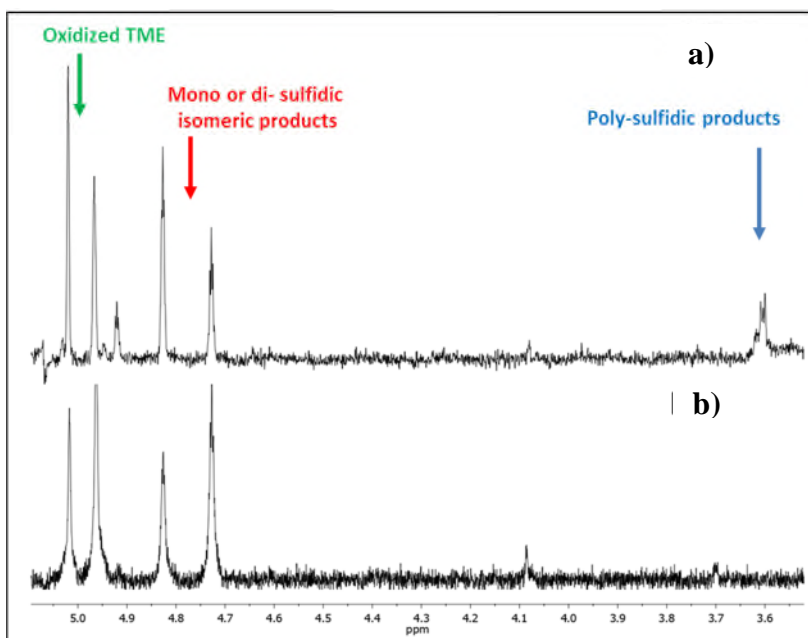 Oxidized TME
a)
Mono or di- sulfidic
isomeric products
Poly-sulfidic products
b)
5.0 4.9 4.8 4.7 4.6 4.5 4.4 4.3 4.2 4.1 4.0 3.9 3.8 3.7 3.6
ppm